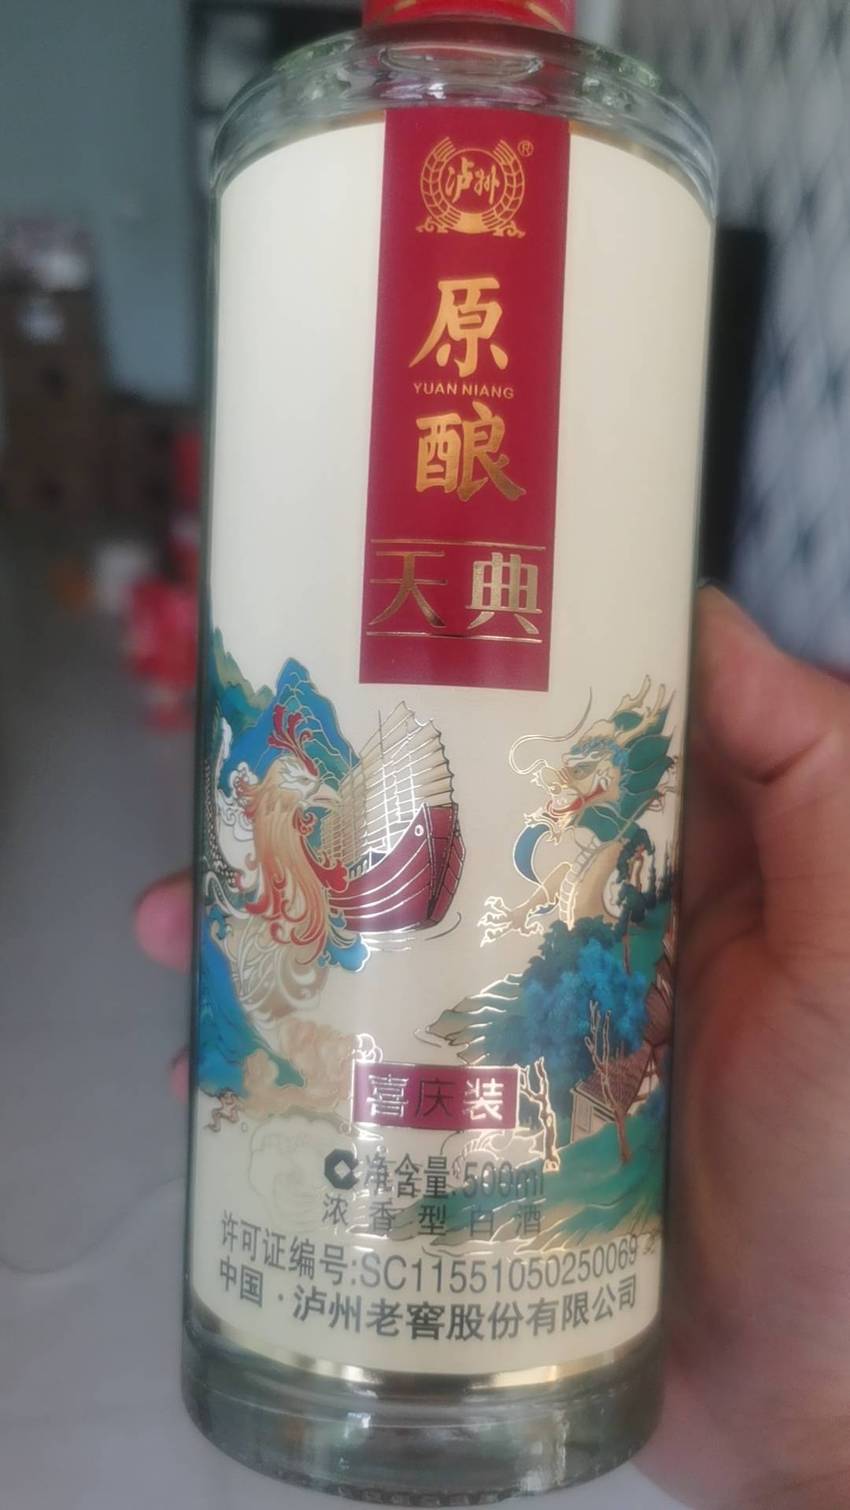 泸州
®
原
YUAN NIANG
酿
天典
喜庆装
净含量:500ml
浓香型白酒
许可证编号:SC11551050250069
中国·泸州老窖股份有限公司